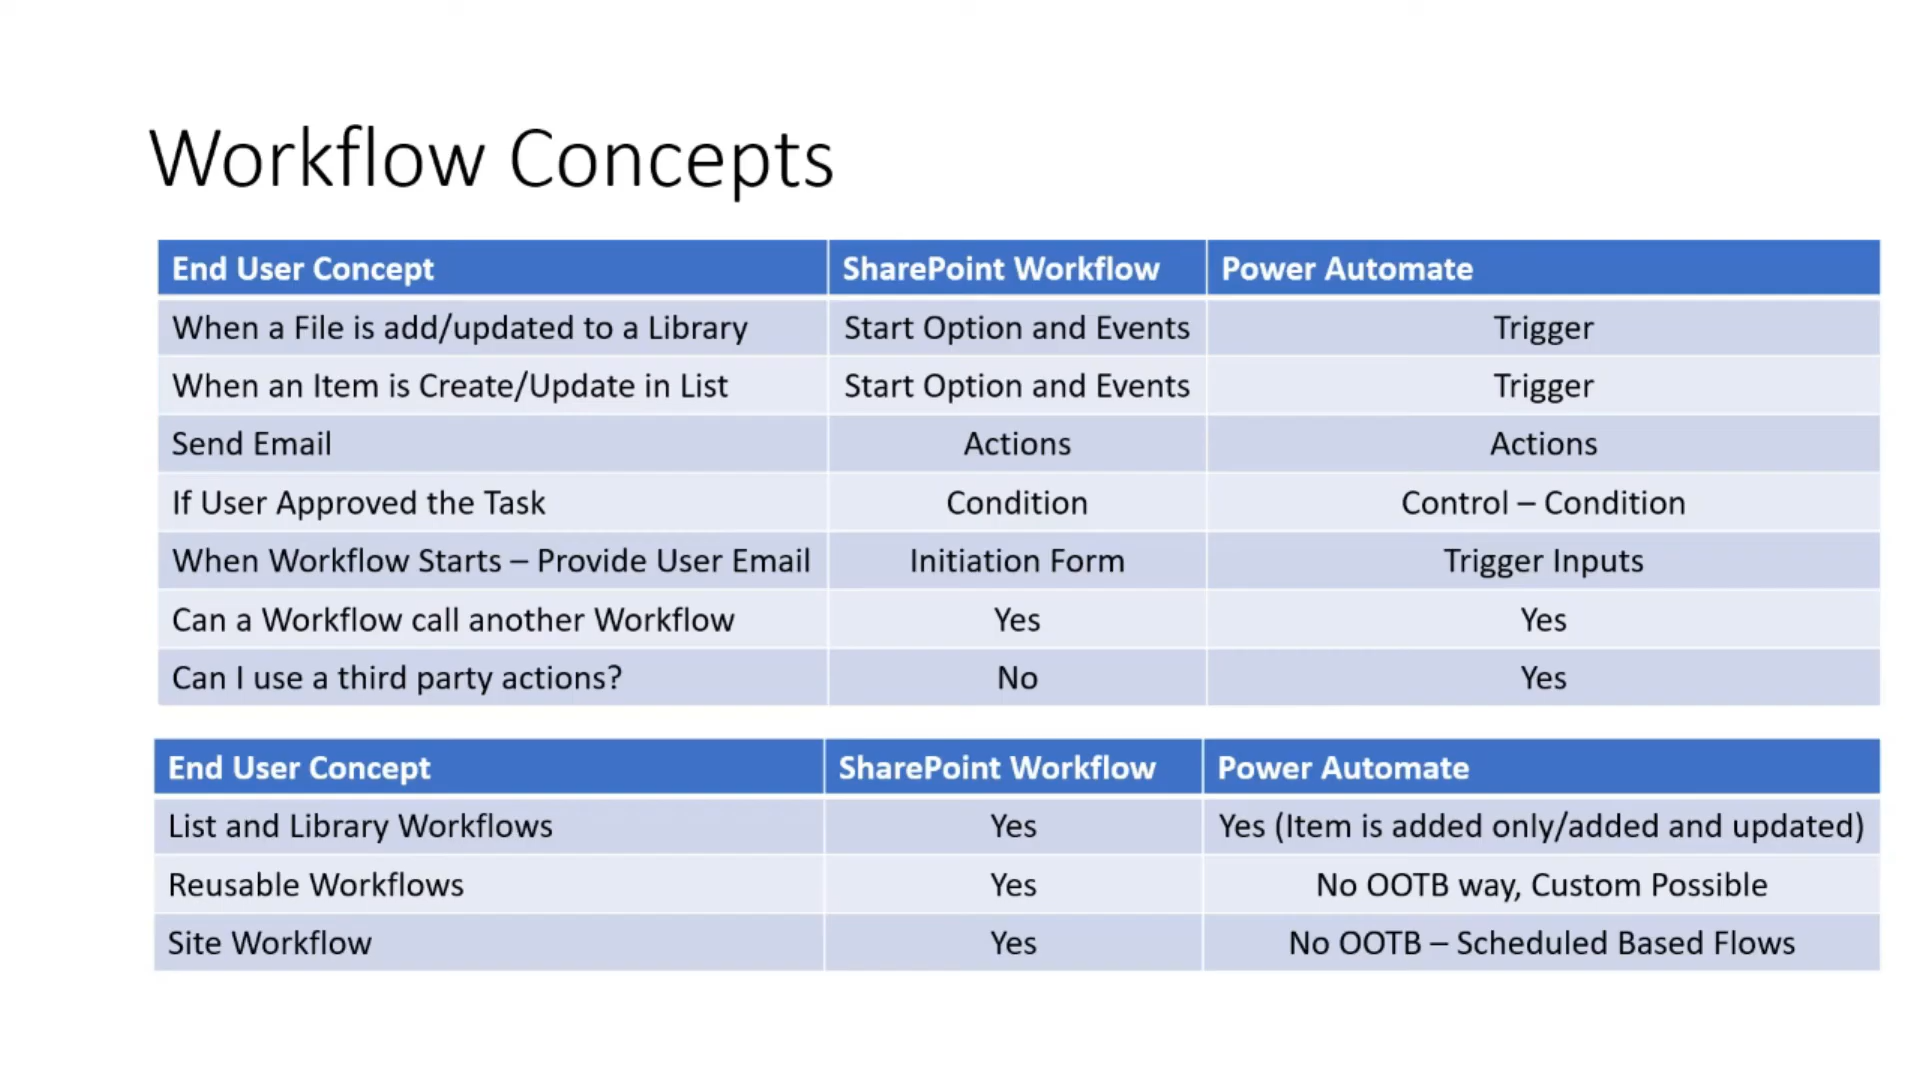 Workflow Concepts
End User Concept SharePoint Workflow Power Automate
When a File is add/updated to a Library Start Option and Events Trigger
When an Item is Create/Update in List Start Option and Events Trigger
Send Email Actions Actions
If User Approved the Task Condition Control – Condition
When Workflow Starts – Provide User Email Initiation Form Trigger Inputs
Can a Workflow call another Workflow Yes Yes
Can I use a third party actions? No Yes
End User Concept SharePoint Workflow Power Automate
List and Library Workflows Yes Yes (Item is added only/added and updated)
Reusable Workflows Yes No OOTB way, Custom Possible
Site Workflow Yes No OOTB – Scheduled Based Flows